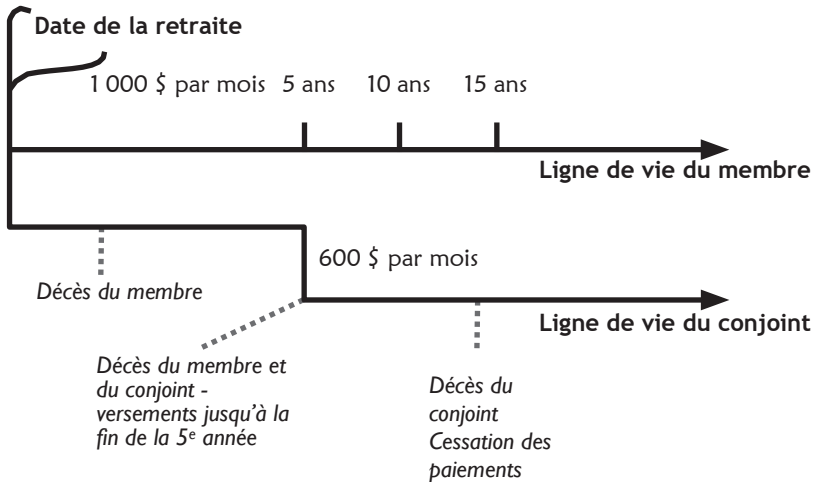 Date de la retraite
1 000 $ par mois 5 ans 10 ans 15 ans
Ligne de vie du membre
600 $ par mois
Décès du membre
Ligne de vie du conjoint
Décès du membre et
du conjoint -
versements jusqu'à la
fin de la 5e année
Décès du
conjoint
Cessation des
paiements